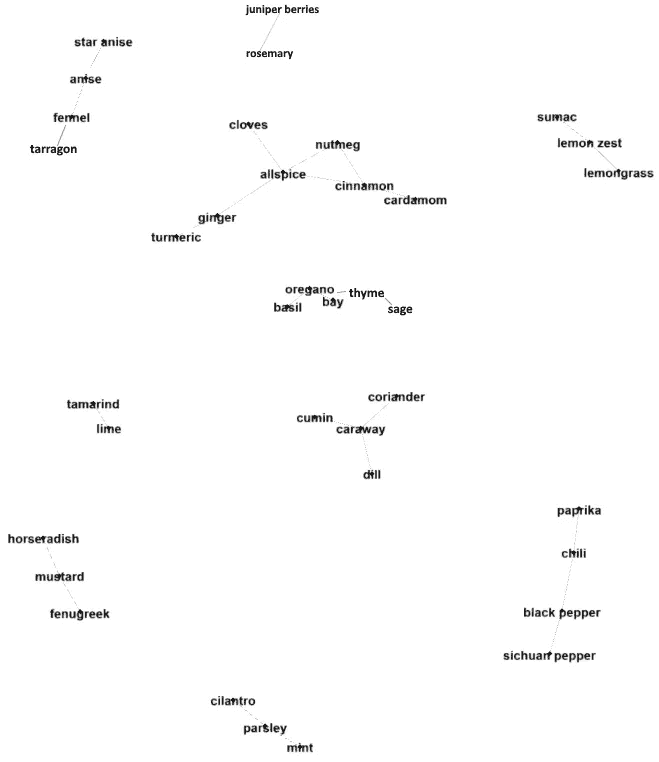 juniper berries
star anise
rosemary
anise
fennel
tarragon
cloves
sumac
nutmeg
lemon zest
allspice
lemongrass
cinnamon
cardamom
ginger
turmeric
oregano
thyme
bay
basil
sage
coriander
tamarind
cumin
lime
caraway
dill
paprika
horseradish
chili
mustard
fenugreek
black pepper
sichuan pepper
cilantro
parsley
mint